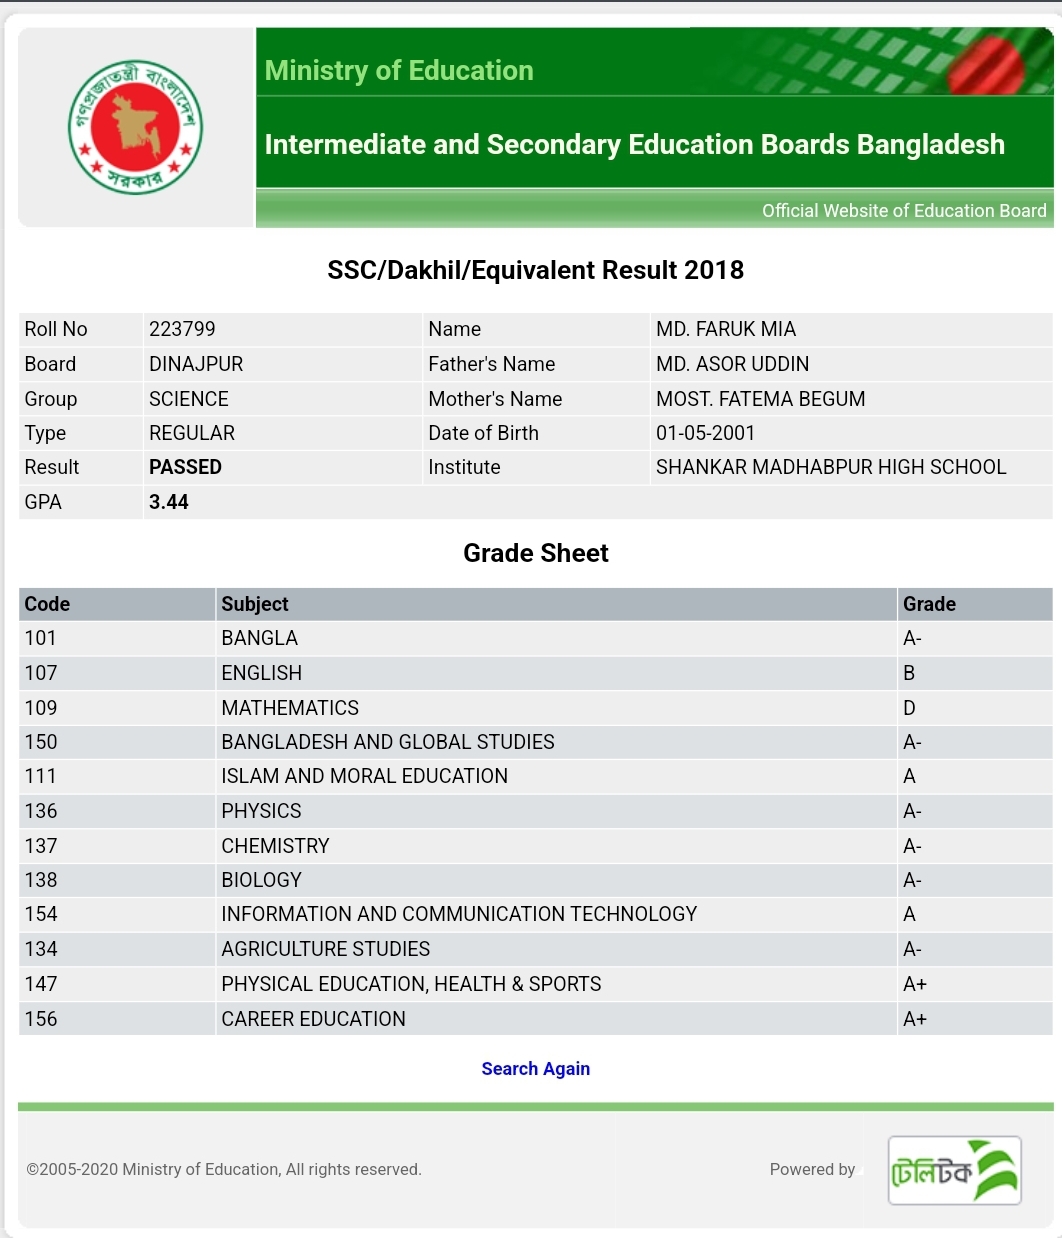 গণপ্রজাতন্ত্রী বাংলাদেশ
সরকার
Ministry of Education
Intermediate and Secondary Education Boards Bangladesh
Official Website of Education Board
SSC/Dakhil/Equivalent Result 2018
Roll No 223799 Name MD. FARUK MIA
Board DINAJPUR Father's Name MD. ASOR UDDIN
Group SCIENCE Mother's Name MOST. FATEMA BEGUM
Type REGULAR Date of Birth 01-05-2001
Result PASSED Institute SHANKAR MADHABPUR HIGH SCHOOL
GPA 3.44
Grade Sheet
Code Subject Grade
101 BANGLA A-
107 ENGLISH B
109 MATHEMATICS D
150 BANGLADESH AND GLOBAL STUDIES A-
111 ISLAM AND MORAL EDUCATION A
136 PHYSICS A-
137 CHEMISTRY A-
138 BIOLOGY A-
154 INFORMATION AND COMMUNICATION TECHNOLOGY A
134 AGRICULTURE STUDIES A-
147 PHYSICAL EDUCATION, HEALTH & SPORTS A+
156 CAREER EDUCATION A+
Search Again
©2005-2020 Ministry of Education, All rights reserved. Powered by টেলিটক